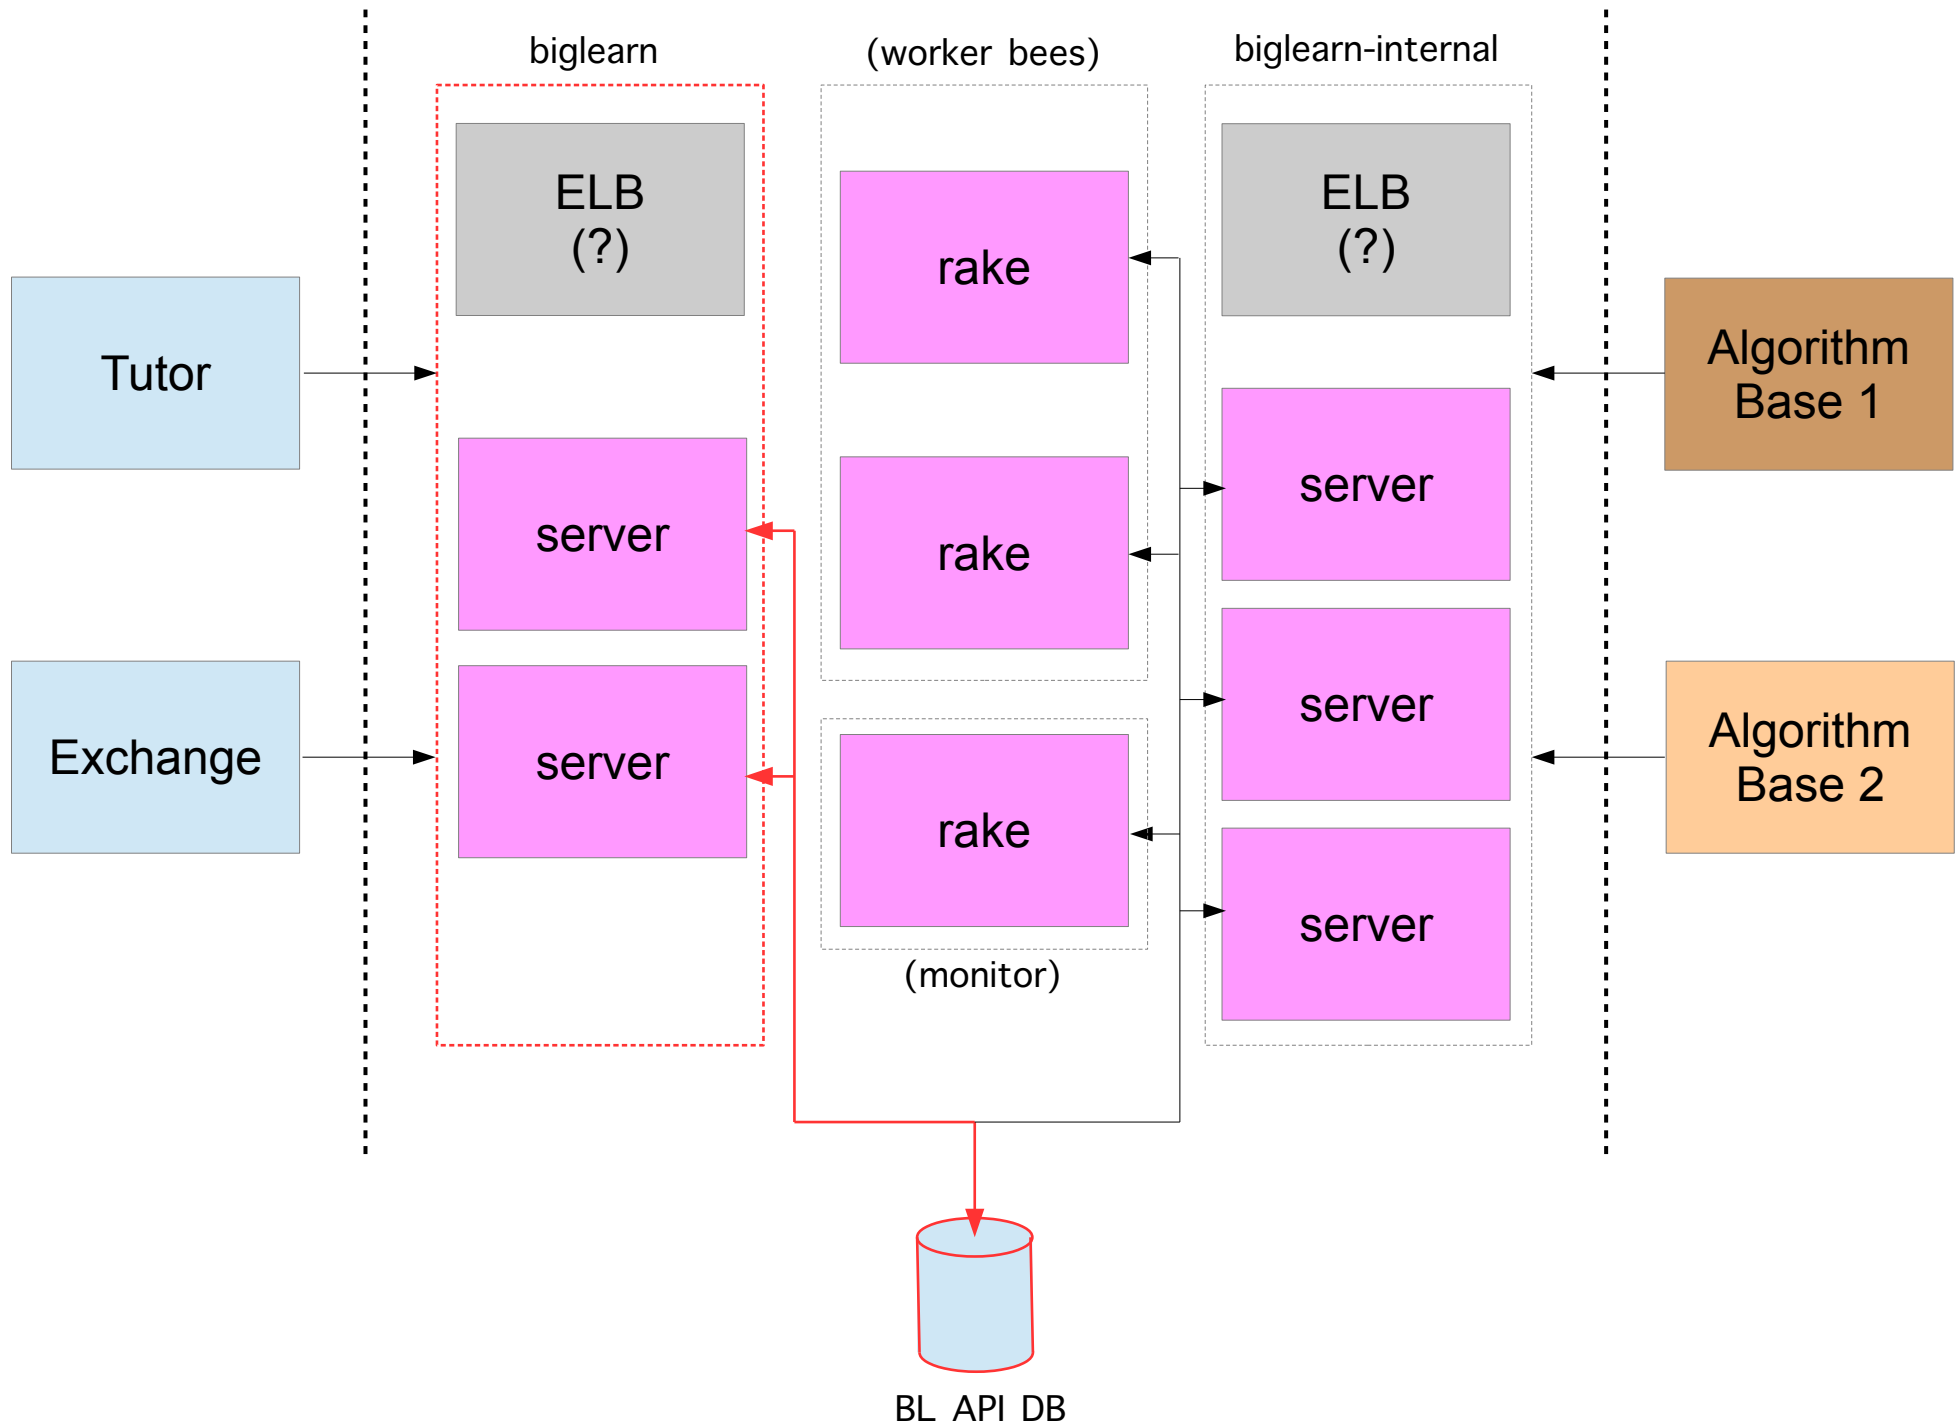 biglearn
(worker bees)
biglearn-internal
ELB
(?)
rake
ELB
(?)
Tutor
Algorithm
Base 1
server
rake
server
Exchange
server
rake
server
Algorithm
Base 2
server
(monitor)
BL API DB